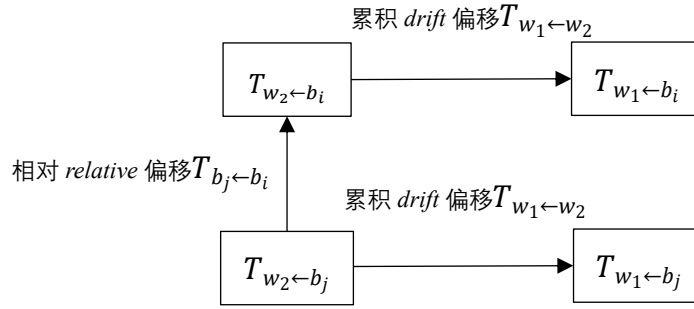 累积 drift 偏移T_{w_1←w_2}
T_{w_2←b_i}
T_{w_1←b_i}
相对 relative 偏移T_{b_j←b_i}
累积 drift 偏移T_{w_1←w_2}
T_{w_2←b_j}
T_{w_1←b_j}